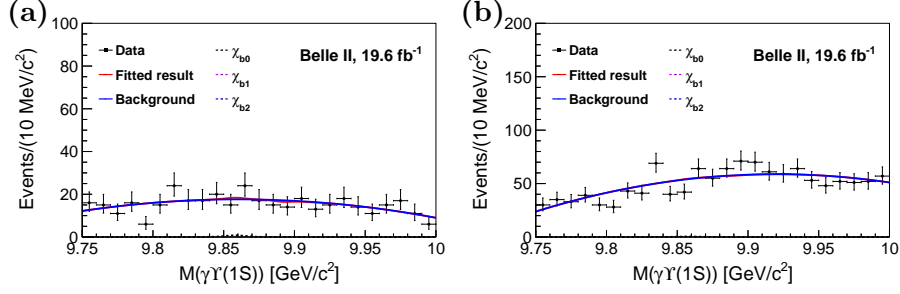 (a)
100
80
60
40
20
0
Events/(10 MeV/c²)
Data
Fitted result
Background
χb0
χb1
χb2
Belle II, 19.6 fb⁻¹
9.75 9.8 9.85 9.9 9.95 10
M(γϒ(1S)) [GeV/c²]
(b)
200
150
100
50
0
Events/(10 MeV/c²)
Data
Fitted result
Background
χb0
χb1
χb2
Belle II, 19.6 fb⁻¹
9.75 9.8 9.85 9.9 9.95 10
M(γϒ(1S)) [GeV/c²]